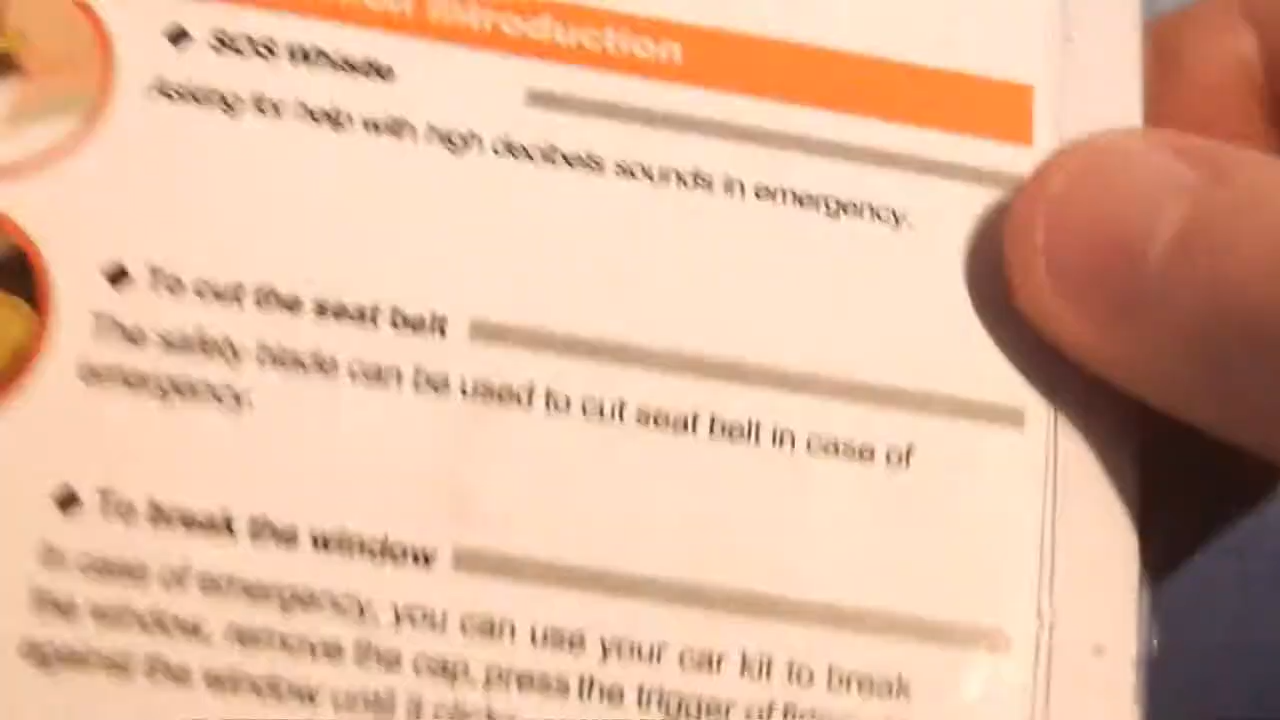 Introduction
SOS Whistle
Asking for help with high decibels sounds in emergency.
To cut the seat belt
The safety blade can be used to cut seat belt in case of
emergency.
To break the window
In case of emergency, you can use your car kit to break
the window, remove the cap, press the trigger of
against the window until it